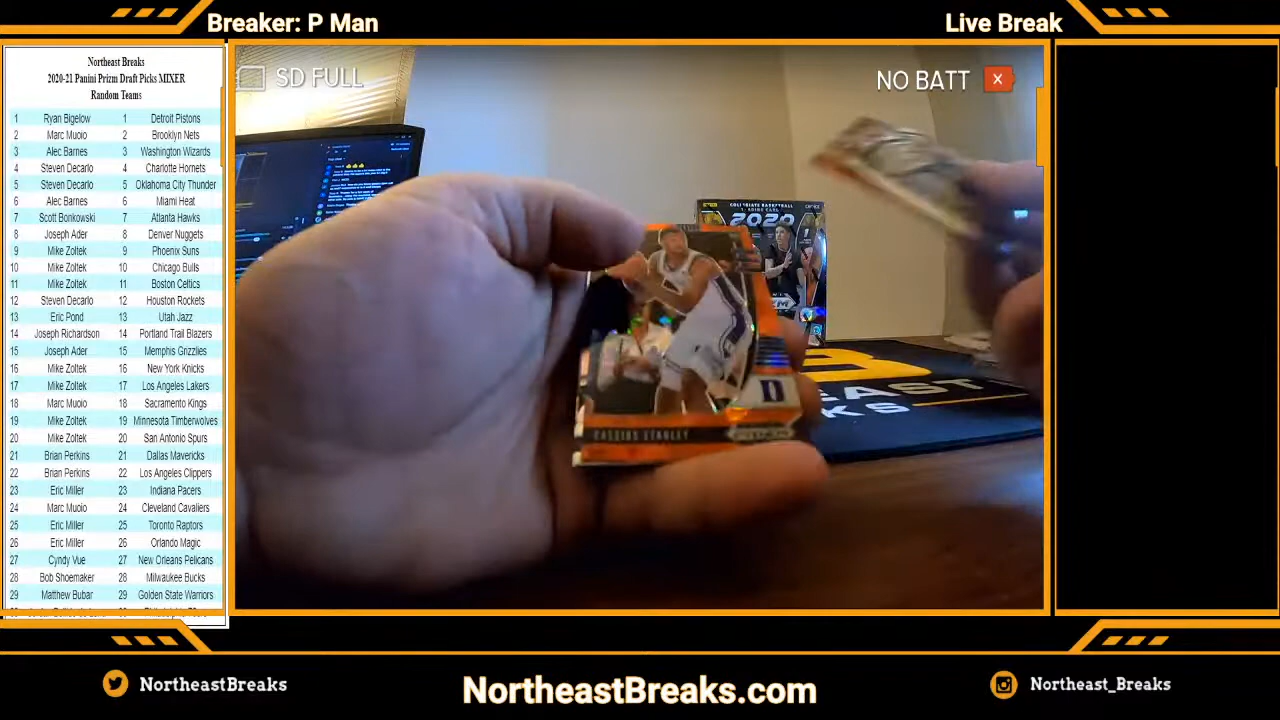 Breaker: P Man
Live Break
Northeast Breaks
2020-21 Panini Prizm Draft Picks MIXER
Random Teams
1 Ryan Bigelow 1 Detroit Pistons
2 Marc Muoio 2 Brooklyn Nets
3 Alec Barnes 3 Washington Wizards
4 Steven Decarlo 4 Charlotte Hornets
5 Steven Decarlo 5 Oklahoma City Thunder
6 Alec Barnes 6 Miami Heat
7 Scott Bonkowski 7 Atlanta Hawks
8 Joseph Ader 8 Denver Nuggets
9 Mike Zoltek 9 Phoenix Suns
10 Mike Zoltek 10 Chicago Bulls
11 Mike Zoltek 11 Boston Celtics
12 Steven Decarlo 12 Houston Rockets
13 Eric Pond 13 Utah Jazz
14 Joseph Richardson 14 Portland Trail Blazers
15 Joseph Ader 15 Memphis Grizzlies
16 Mike Zoltek 16 New York Knicks
17 Mike Zoltek 17 Los Angeles Lakers
18 Marc Muoio 18 Sacramento Kings
19 Mike Zoltek 19 Minnesota Timberwolves
20 Mike Zoltek 20 San Antonio Spurs
21 Brian Perkins 21 Dallas Mavericks
22 Brian Perkins 22 Los Angeles Clippers
23 Eric Miller 23 Indiana Pacers
24 Marc Muoio 24 Cleveland Cavaliers
25 Eric Miller 25 Toronto Raptors
26 Eric Miller 26 Orlando Magic
27 Cyndy Vue 27 New Orleans Pelicans
28 Bob Shoemaker 28 Milwaukee Bucks
29 Matthew Bubar 29 Golden State Warriors
SD FULL
NO BATT
COLLEGIATE BASKETBALL
2020
CASSIUS STANLEY
D
NortheastBreaks
NortheastBreaks.com
Northeast_Breaks